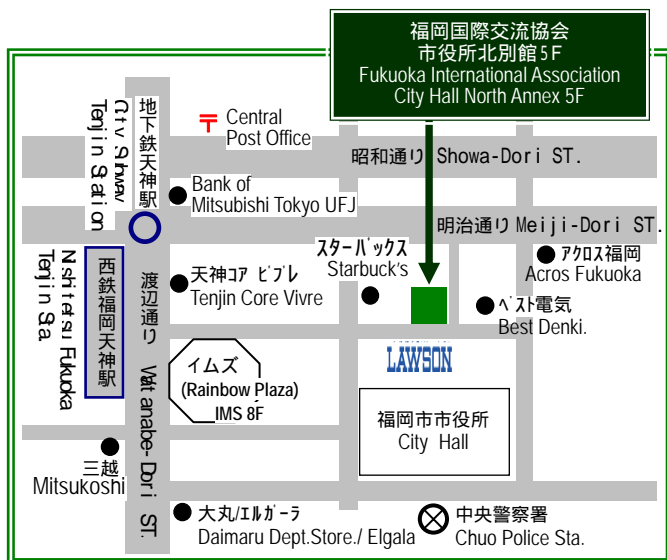 福岡国際交流協会
市役所北別館5F
Fukuoka International Association
City Hall North Annex 5F
地下鉄天神駅
City Subway
Tenjin Station
〒 Central
Post Office
昭和通り Showa-Dori ST.
Bank of
Mitsubishi Tokyo UFJ
明治通り Meiji-Dori ST.
スターバックス
Starbuck's
アクロス福岡
Acros Fukuoka
西鉄福岡天神駅
Nishitetsu Fukuoka
Tenjin Sta.
天神コア ビブレ
Tenjin Core Vivre
ベスト電気
Best Denki.
渡辺通り Watanabe-Dori ST.
LAWSON
イムズ
(Rainbow Plaza)
IMS 8F
福岡市市役所
City Hall
三越
Mitsukoshi
大丸/エルガーラ
Daimaru Dept.Store./ Elgala
中央警察署
Chuo Police Sta.